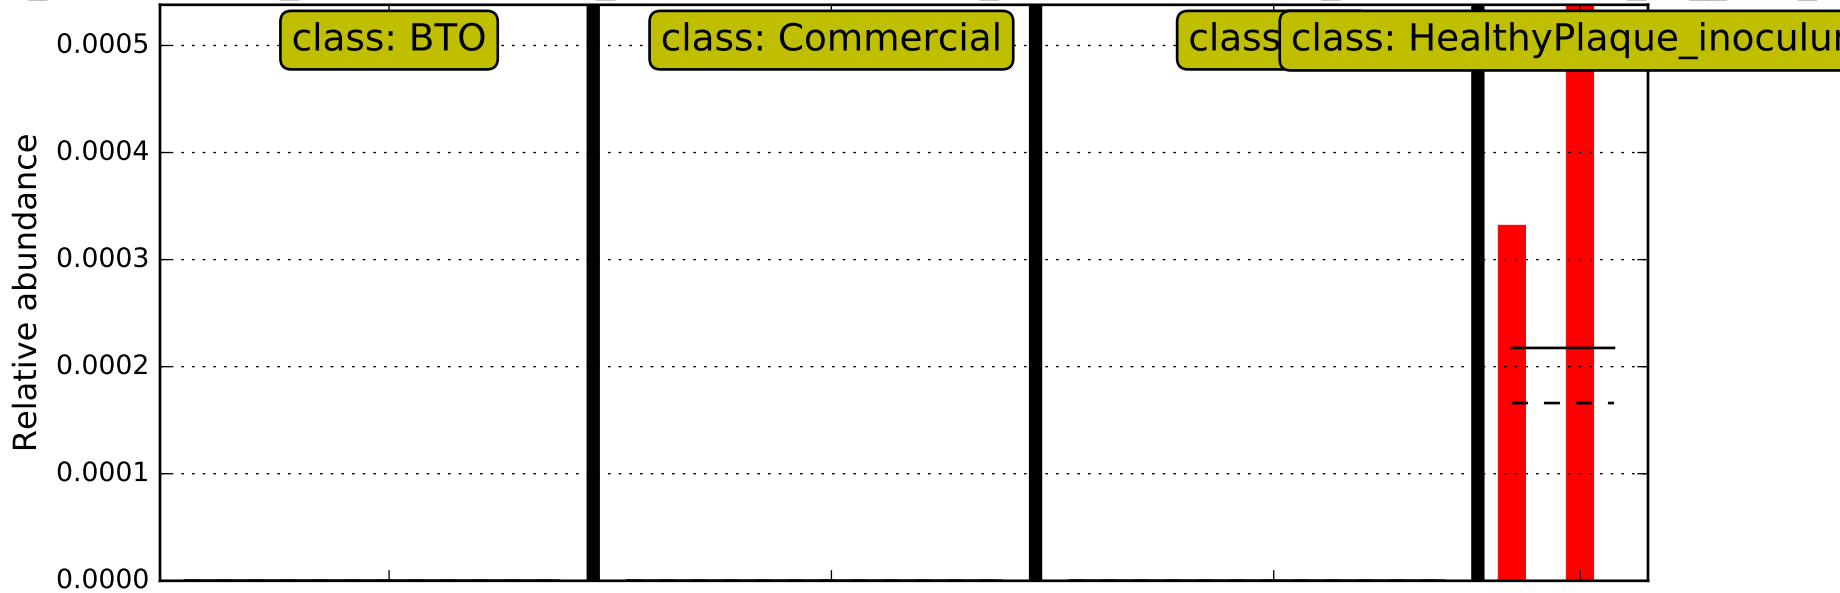 class: BTO
class: Commercial
class
class: HealthyPlaque_inoculu
Relative abundance
0.0005
0.0004
0.0003
0.0002
0.0001
0.0000